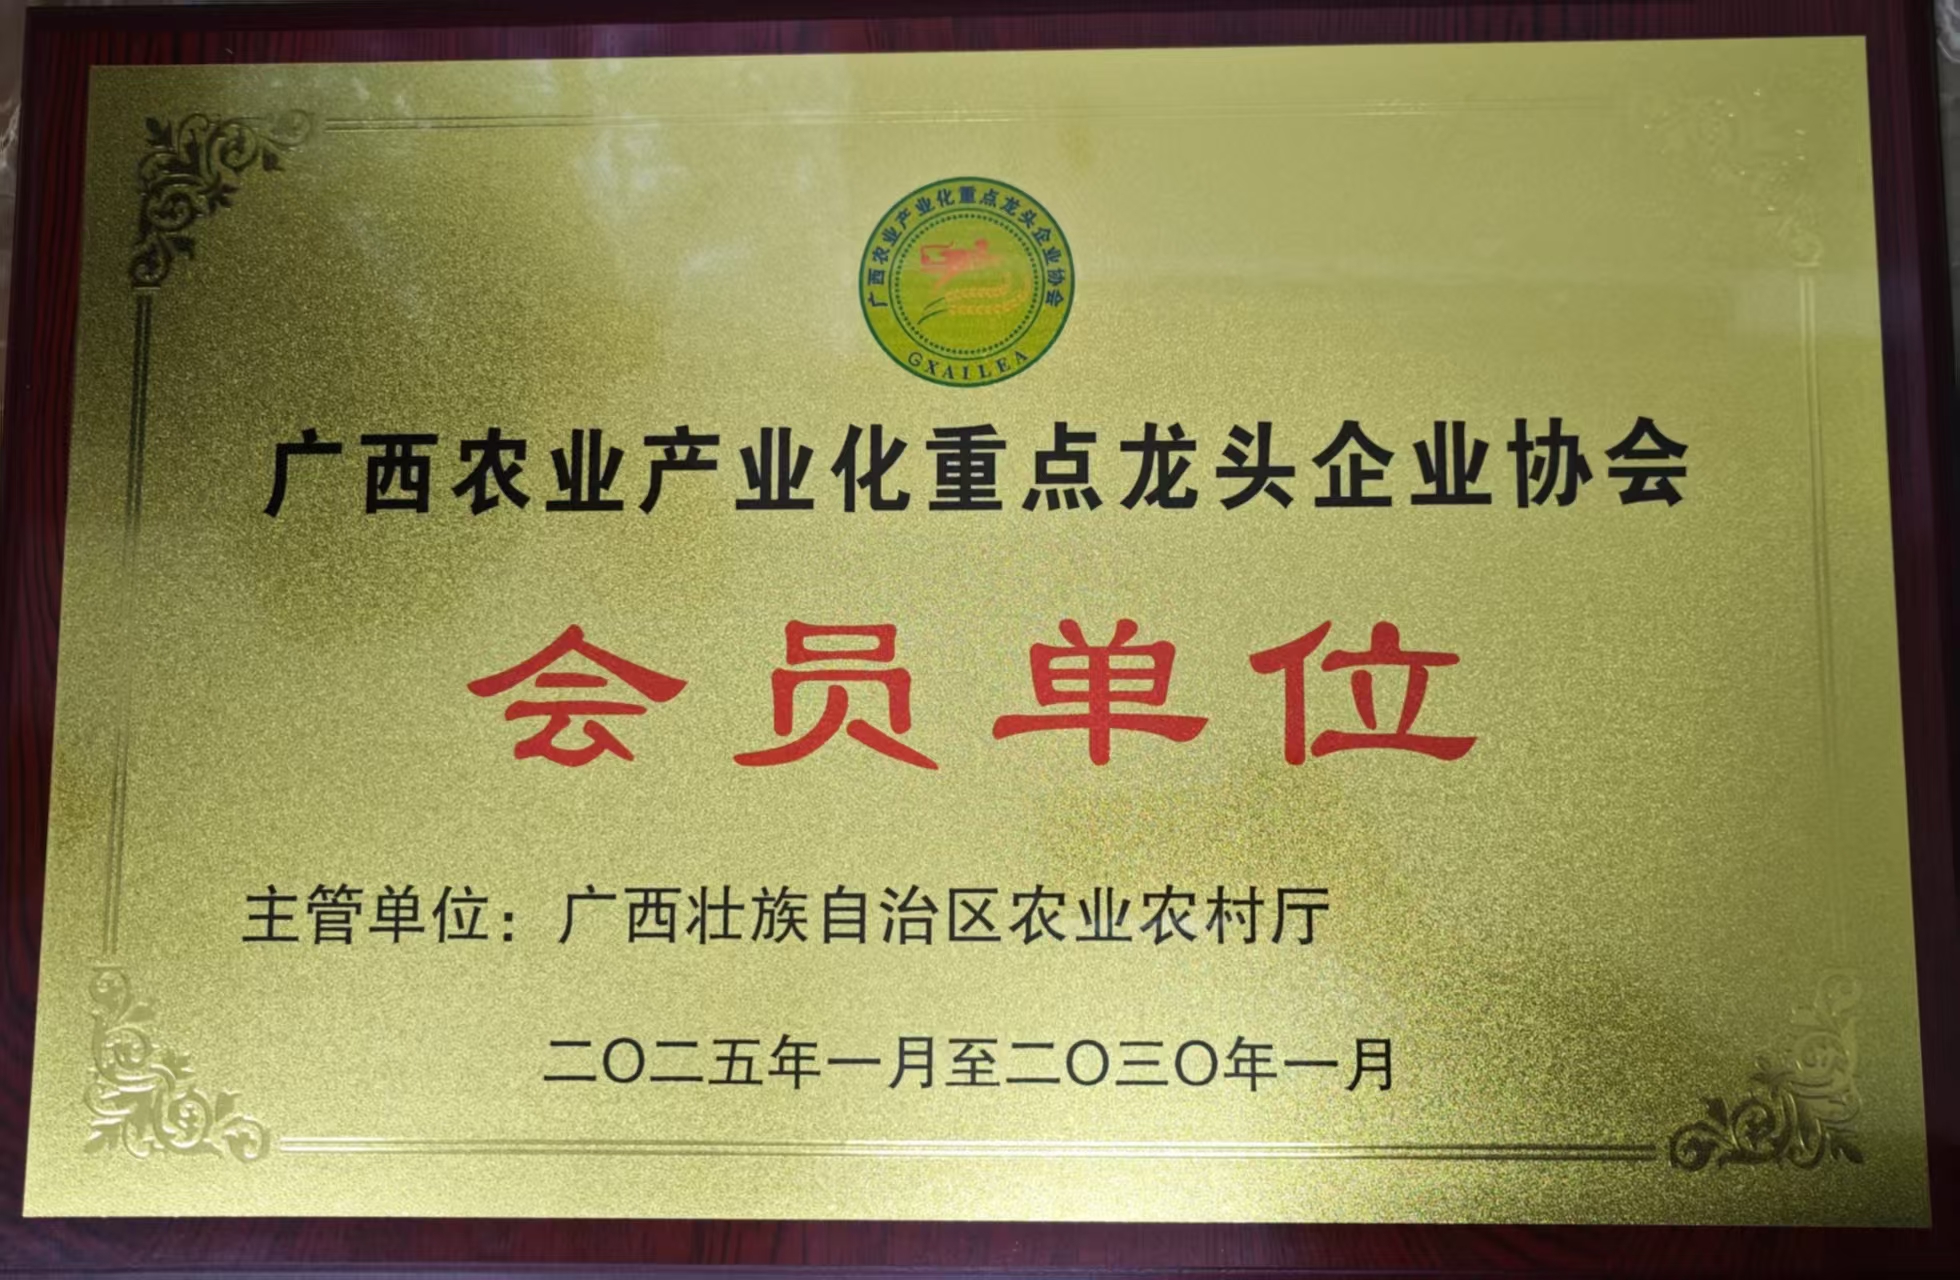 广西农业产业化重点龙头企业协会
GXAILEA
广西农业产业化重点龙头企业协会
会员单位
主管单位：广西壮族自治区农业农村厅
二〇二五年一月至二〇三〇年一月